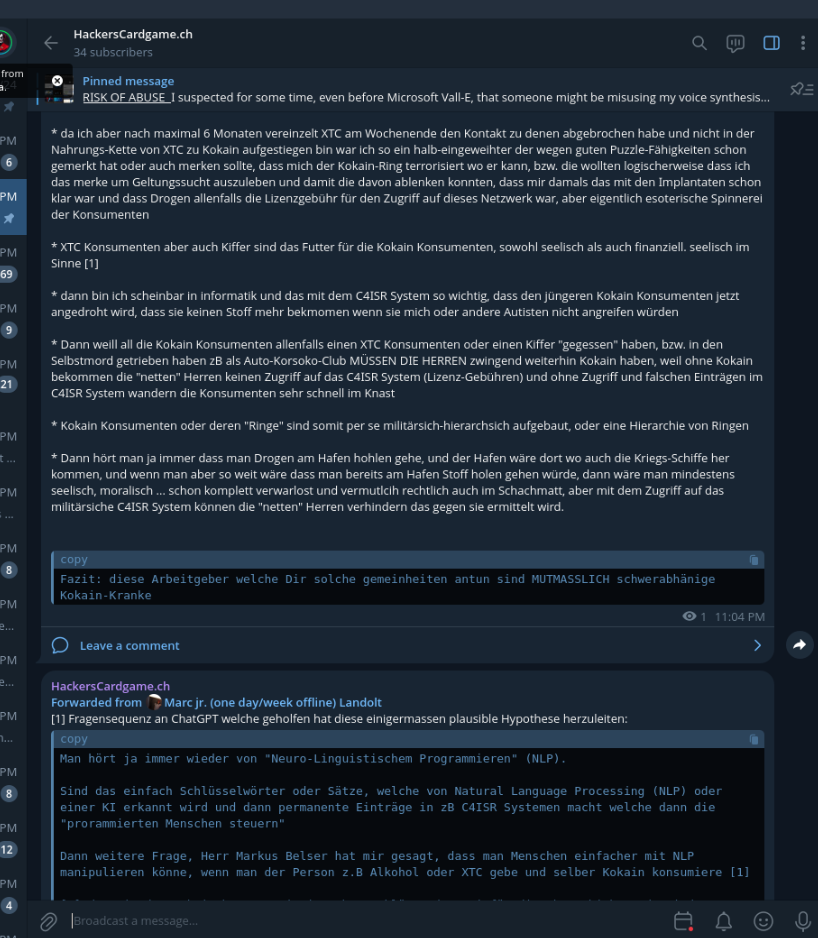 HackersCardgame.ch
34 subscribers
from
a.
Pinned message
RISK OF ABUSE I suspected for some time, even before Microsoft Vall-E, that someone might be misusing my voice synthesis...
PM
6
PM
PM
69
PM
9
PM
21
PM
t ...
PM
...
PM
8
PM
e...
PM
e...
PM
n...
PM
8
PM
12
PM
4
* da ich aber nach maximal 6 Monaten vereinzelt XTC am Wochenende den Kontakt zu denen abgebrochen habe und nicht in der
Nahrungs-Kette von XTC zu Kokain aufgestiegen bin war ich so ein halb-eingeweihter der wegen guten Puzzle-Fähigkeiten schon
gemerkt hat oder auch merken sollte, dass mich der Kokain-Ring terrorisiert wo er kann, bzw. die wollten logischerweise dass ich
das merke um Geltungssucht auszuleben und damit die davon ablenken konnten, dass mir damals das mit den Implantaten schon
klar war und dass Drogen allenfalls die Lizenzgebühr für den Zugriff auf dieses Netzwerk war, aber eigentlich esoterische Spinnerei
der Konsumenten
* XTC Konsumenten aber auch Kiffer sind das Futter für die Kokain Konsumenten, sowohl seelisch als auch finanziell. seelisch im
Sinne [1]
* dann bin ich scheinbar in informatik und das mit dem C4ISR System so wichtig, dass den jüngeren Kokain Konsumenten jetzt
angedroht wird, dass sie keinen Stoff mehr bekmomen wenn sie mich oder andere Autisten nicht angreifen würden
* Dann weill all die Kokain Konsumenten allenfalls einen XTC Konsumenten oder einen Kiffer "gegessen" haben, bzw. in den
Selbstmord getrieben haben zB als Auto-Korsoko-Club MÜSSEN DIE HERREN zwingend weiterhin Kokain haben, weil ohne Kokain
bekommen die "netten" Herren keinen Zugriff auf das C4ISR System (Lizenz-Gebühren) und ohne Zugriff und falschen Einträgen im
C4ISR System wandern die Konsumenten sehr schnell im Knast
* Kokain Konsumenten oder deren "Ringe" sind somit per se militärsich-hierarchsich aufgebaut, oder eine Hierarchie von Ringen
* Dann hört man ja immer dass man Drogen am Hafen hohlen gehe, und der Hafen wäre dort wo auch die Kriegs-Schiffe her
kommen, und wenn man aber so weit wäre dass man bereits am Hafen Stoff holen gehen würde, dann wäre man mindestens
seelisch, moralisch ... schon komplett verwarlost und vermutlcih rechtlich auch im Schachmatt, aber mit dem Zugriff auf das
militärsiche C4ISR System können die "netten" Herren verhindern das gegen sie ermittelt wird.
copy
Fazit: diese Arbeitgeber welche Dir solche gemeinheiten antun sind MUTMASSLICH schwerabhänige
Kokain-Kranke
1 11:04 PM
Leave a comment
HackersCardgame.ch
Forwarded from Marc jr. (one day/week offline) Landolt
[1] Fragensequenz an ChatGPT welche geholfen hat diese einigermassen plausible Hypothese herzuleiten:
copy
Man hört ja immer wieder von "Neuro-Linguistischem Programmieren" (NLP).
Sind das einfach Schlüsselwörter oder Sätze, welche von Natural Language Processing (NLP) oder
einer KI erkannt wird und dann permanente Einträge in zB C4ISR Systemen macht welche dann die
"prorammierten Menschen steuern"
Dann weitere Frage, Herr Markus Belser hat mir gesagt, dass man Menschen einfacher mit NLP
manipulieren könne, wenn man der Person z.B Alkohol oder XTC gebe und selber Kokain konsumiere [1]
Broadcast a message...